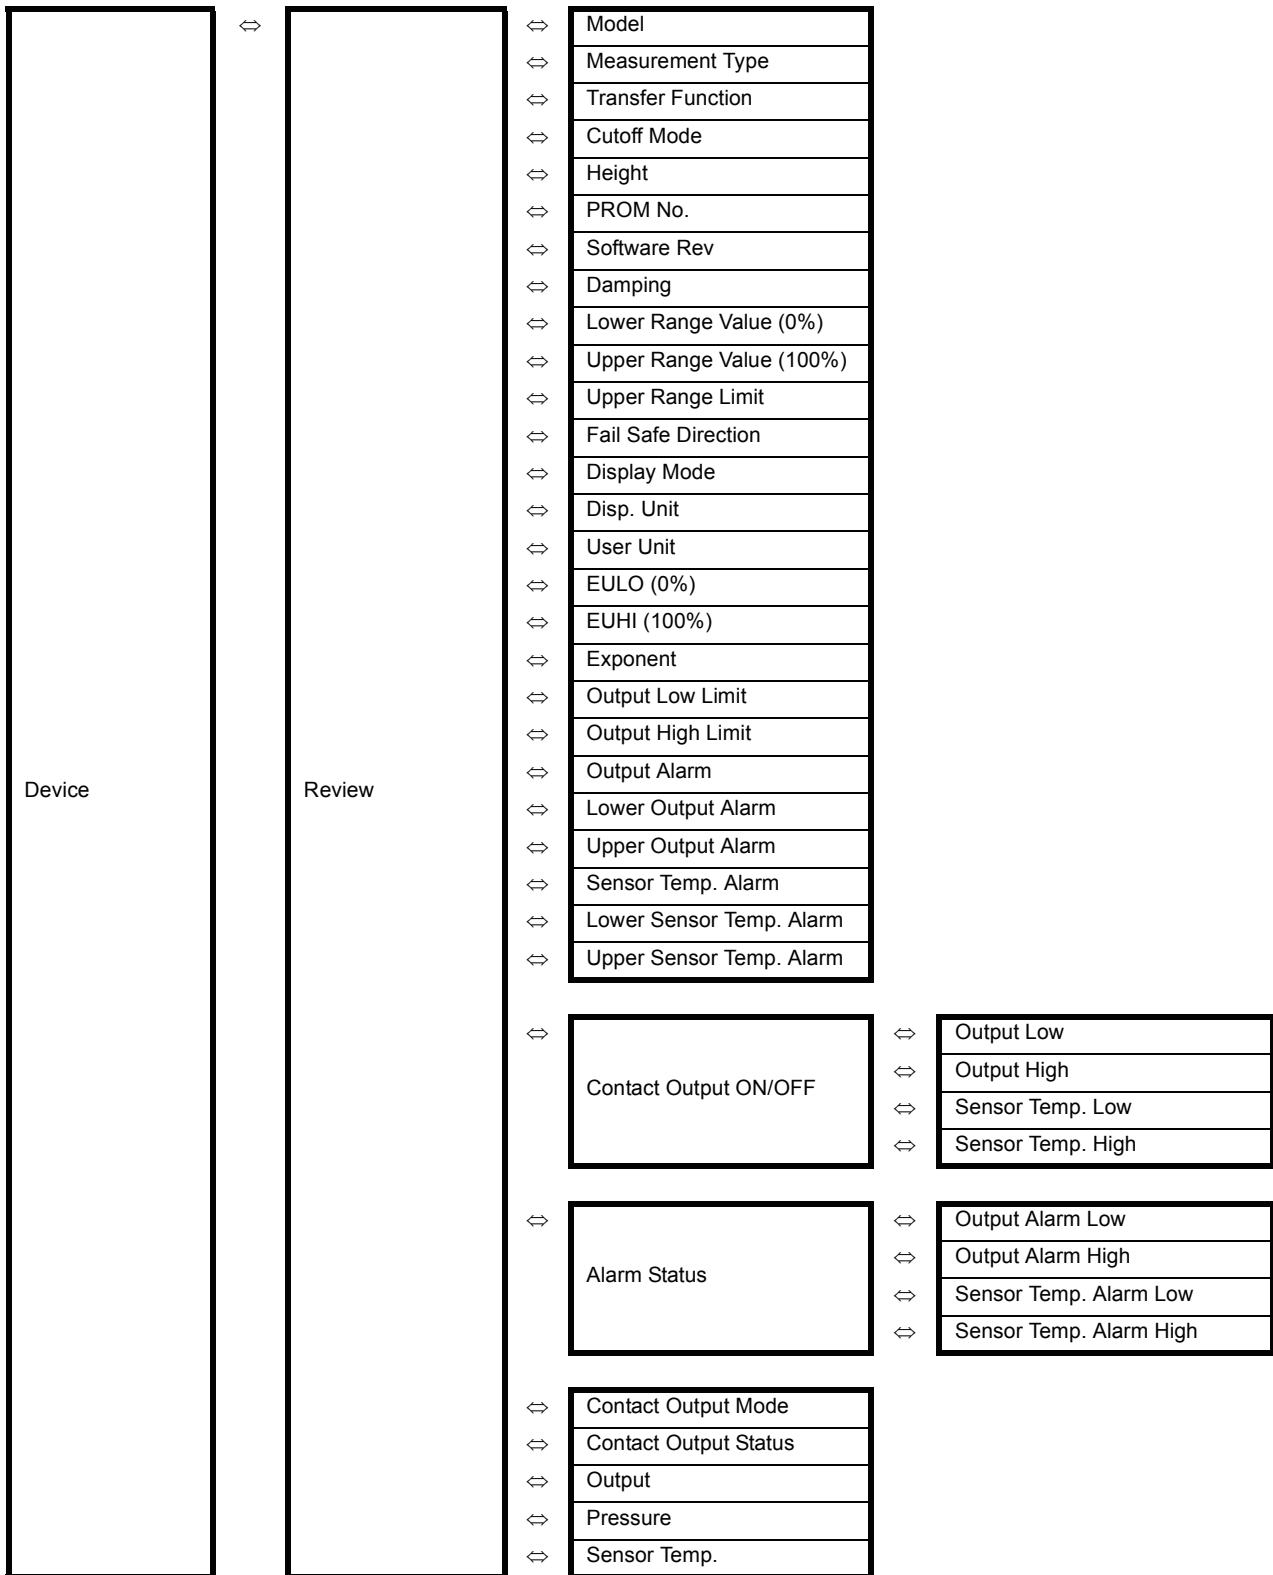 Device
Review
⇔ ⇔ Model
⇔ Measurement Type
⇔ Transfer Function
⇔ Cutoff Mode
⇔ Height
⇔ PROM No.
⇔ Software Rev
⇔ Damping
⇔ Lower Range Value (0%)
⇔ Upper Range Value (100%)
⇔ Upper Range Limit
⇔ Fail Safe Direction
⇔ Display Mode
⇔ Disp. Unit
⇔ User Unit
⇔ EULO (0%)
⇔ EUHI (100%)
⇔ Exponent
⇔ Output Low Limit
⇔ Output High Limit
⇔ Output Alarm
⇔ Lower Output Alarm
⇔ Upper Output Alarm
⇔ Sensor Temp. Alarm
⇔ Lower Sensor Temp. Alarm
⇔ Upper Sensor Temp. Alarm
⇔ Contact Output ON/OFF
⇔ Output Low
⇔ Output High
⇔ Sensor Temp. Low
⇔ Sensor Temp. High
⇔ Alarm Status
⇔ Output Alarm Low
⇔ Output Alarm High
⇔ Sensor Temp. Alarm Low
⇔ Sensor Temp. Alarm High
⇔ Contact Output Mode
⇔ Contact Output Status
⇔ Output
⇔ Pressure
⇔ Sensor Temp.